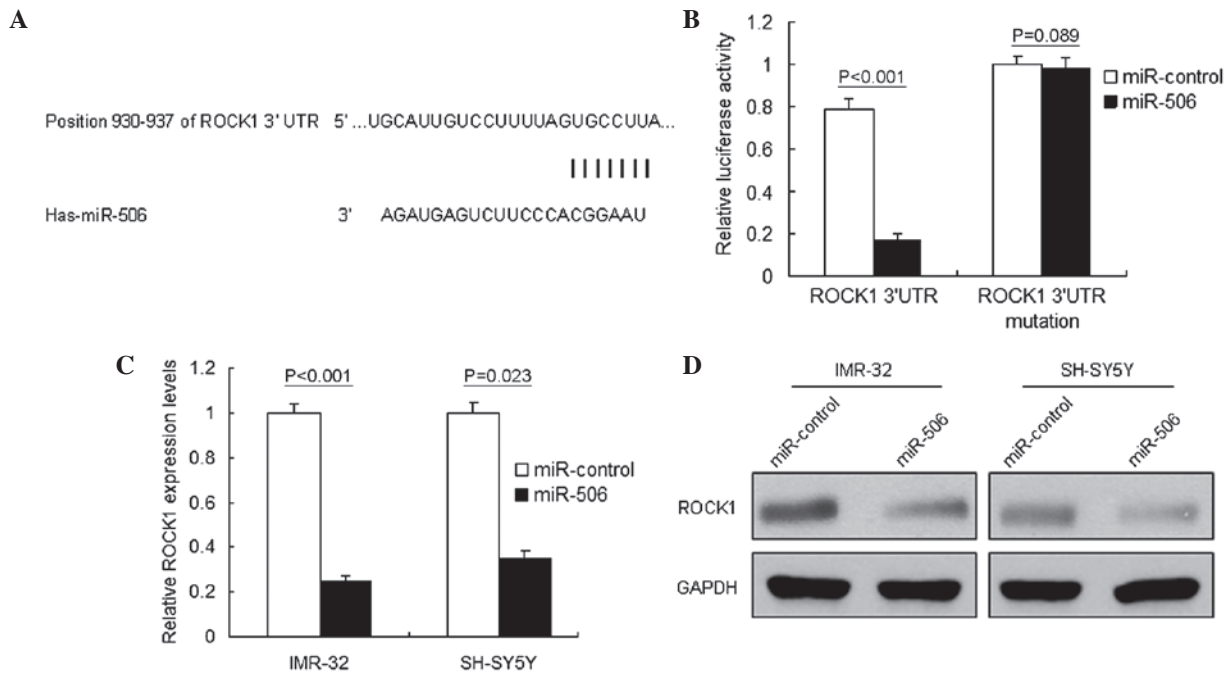 A
Position 930-937 of ROCK1 3' UTR 5' ...UGCAUUGUCCUUUUAGUGCCUUA...
Has-miR-506 3' AGAUGAGUCUUCCCACGGAAU
B
Relative luciferase activity
1.2
1
0.8
0.6
0.4
0.2
0
P<0.001
P=0.089
miR-control
miR-506
ROCK1 3'UTR
ROCK1 3'UTR
mutation
C
Relative ROCK1 expression levels
1.2
1
0.8
0.6
0.4
0.2
0
P<0.001
P=0.023
miR-control
miR-506
IMR-32
SH-SY5Y
D
IMR-32
SH-SY5Y
miR-control
miR-506
miR-control
miR-506
ROCK1
GAPDH